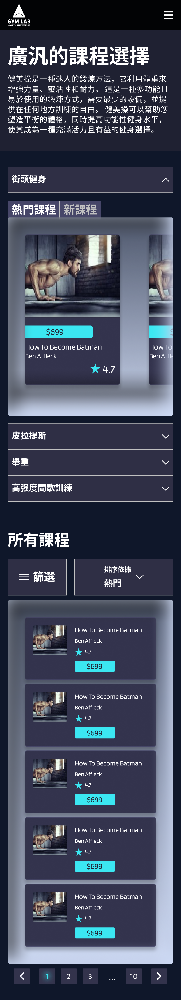 GYM LAB
WORTH THE WEIGHT
廣汎的課程選擇
健美操是一種迷人的鍛煉方法，它利用體重來
增強力量、靈活性和耐力。 這是一種多功能且
易於使用的鍛煉方式，需要最少的設備，並提
供在任何地方訓練的自由。 健美操可以幫助您
塑造平衡的體格，同時提高功能性健身水平，
使其成為一種充滿活力且有益的健身選擇。
街頭健身
熱門課程 新課程
$699 $
How To Become Batman How To
Ben Affleck Ben Affle
4.7
皮拉提斯
舉重
高强度間歇訓練
所有課程
篩選
排序依據
熱門
How To Become Batman
Ben Affleck
4.7
$699
How To Become Batman
Ben Affleck
4.7
$699
How To Become Batman
Ben Affleck
4.7
$699
How To Become Batman
Ben Affleck
4.7
$699
How To Become Batman
Ben Affleck
4.7
$699
1 2 3 ... 10